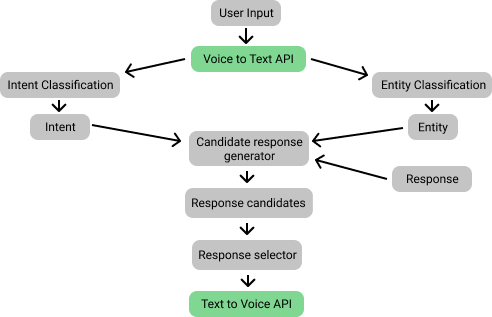 User Input
Voice to Text API
Intent Classification
Entity Classification
Intent
Entity
Candidate response
generator
Response
Response candidates
Response selector
Text to Voice API